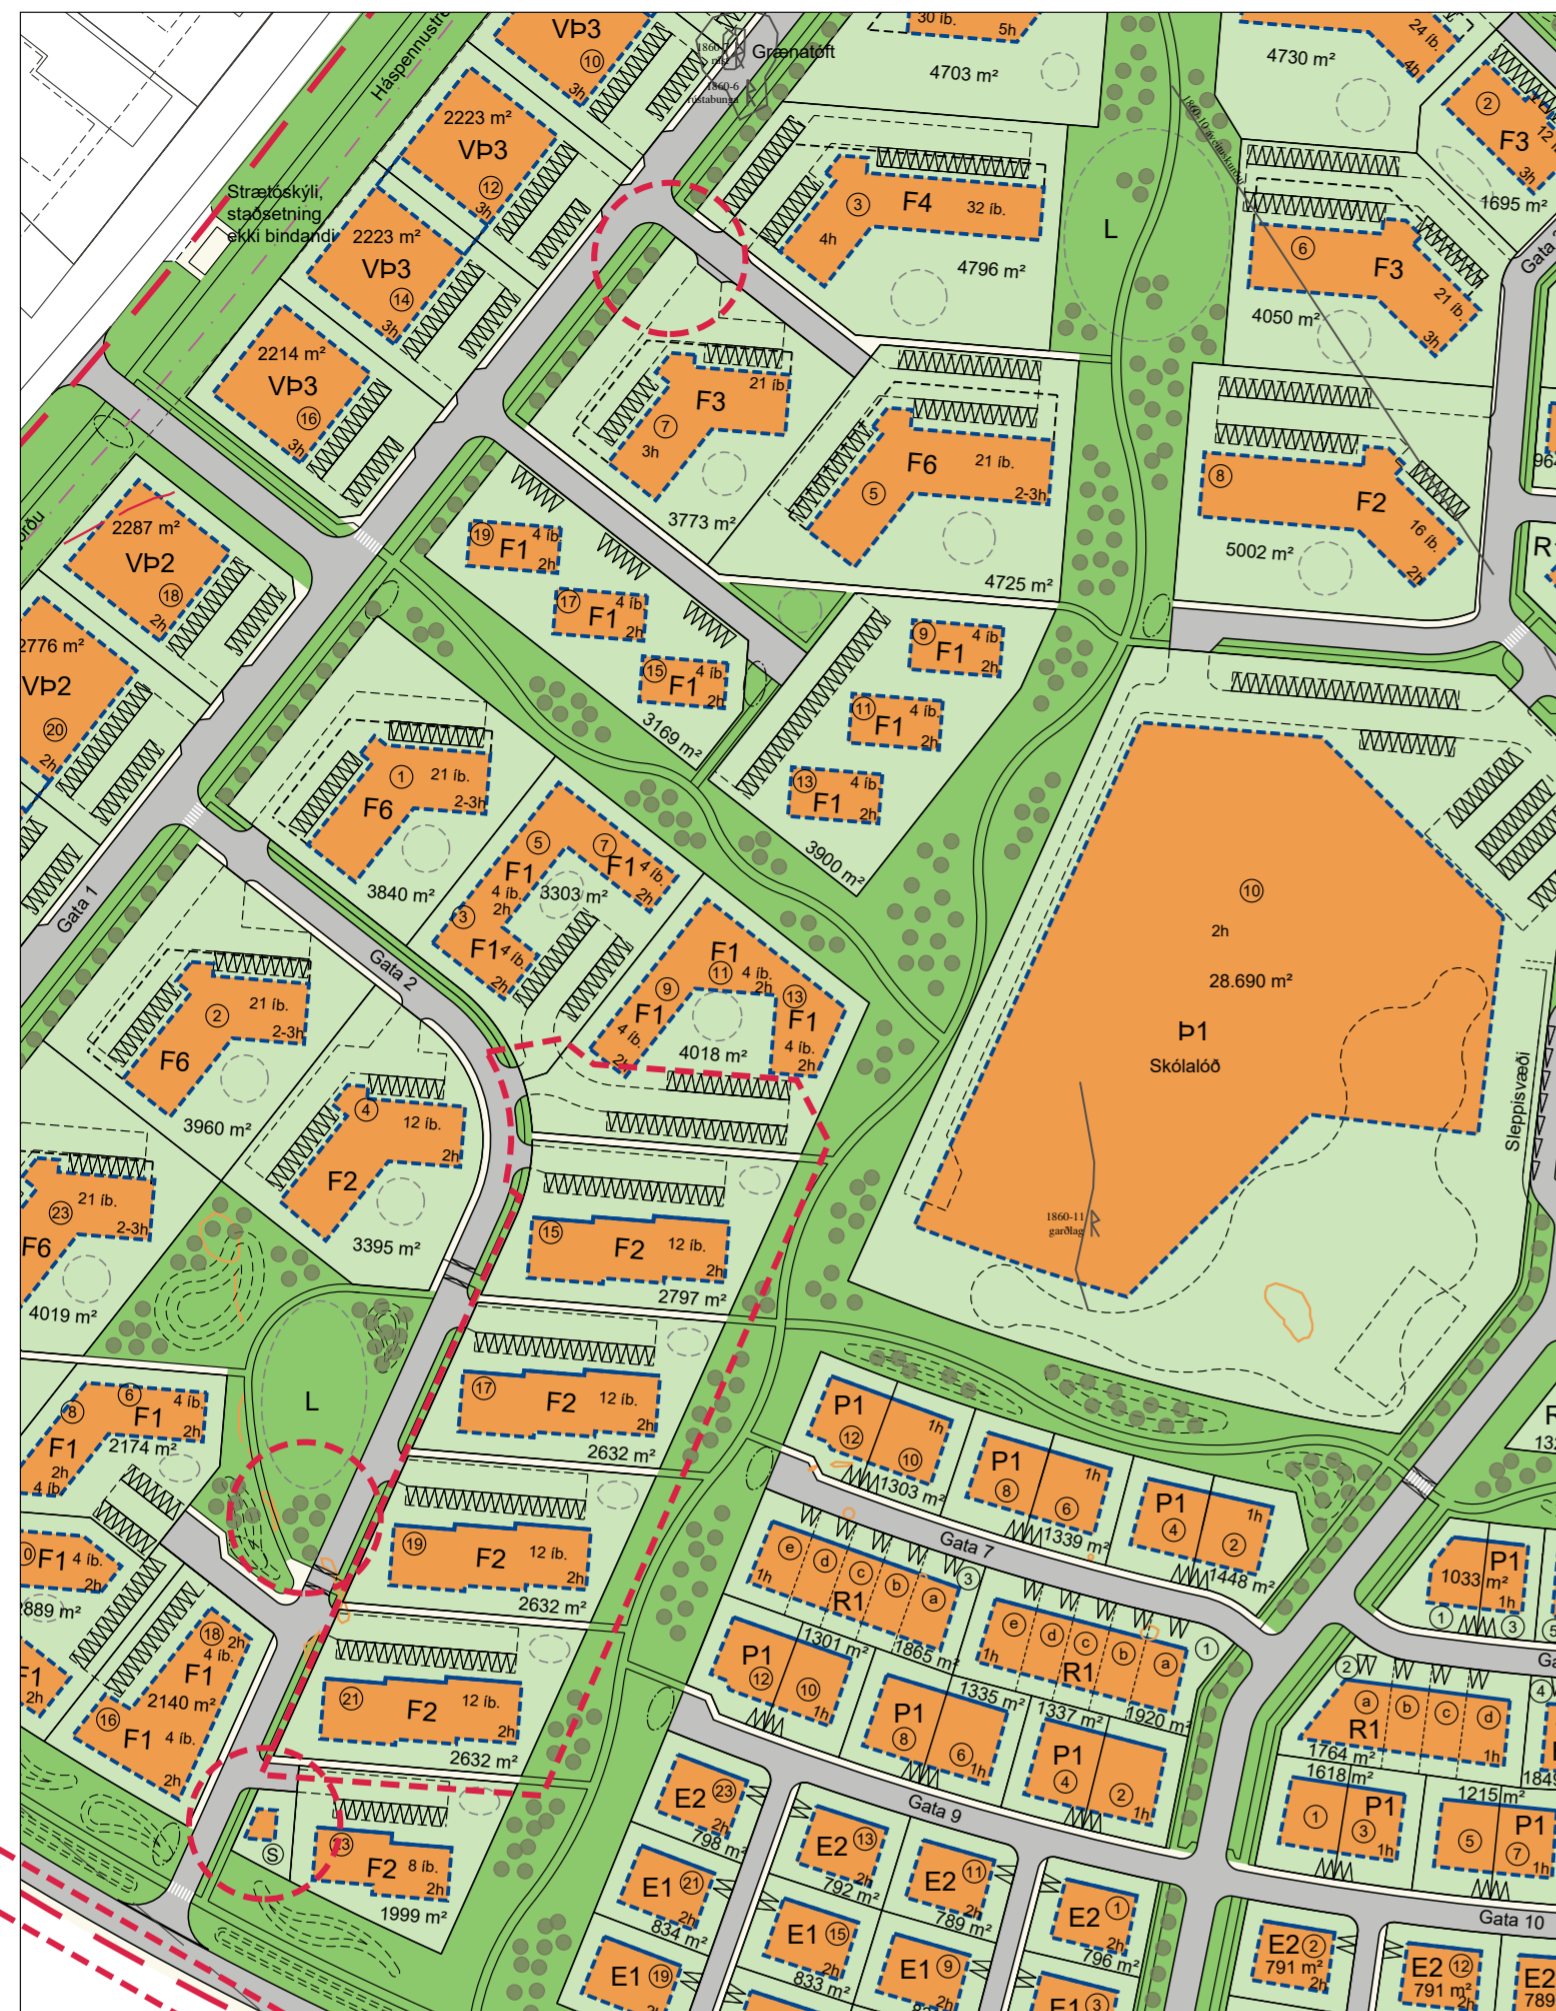 VÞ3
10
3h
1860-7
Grænatóft
1860-6
rústabunga
30 íb.
5h
4703 m²
4730 m²
24 íb.
4h
2
F3
3h
1695 m²
Háspennustre
2223 m²
VÞ3
12
3h
Strætóskýli,
staðsetning
ekki bindandi
2223 m²
VÞ3
14
3h
2214 m²
VÞ3
16
3h
3
F4
32 íb.
4h
4796 m²
L
1860-10
6
F3
21 íb.
3h
4050 m²
Gata
21 íb.
F3
7
3h
3773 m²
F6
21 íb.
5
2-3h
4725 m²
8
F2
16 íb.
2h
5002 m²
2287 m²
VÞ2
18
2h
2776 m²
VÞ2
20
2h
19
4 íb
F1
2h
17
4 íb.
F1
2h
15
4 íb.
F1
2h
3169 m²
9
4 íb.
F1
2h
11
4 íb.
F1
2h
13
4 íb.
F1
2h
3900 m²
Gata 1
1
21 íb.
F6
2-3h
3840 m²
5
F1
4 íb.
2h
7
F1
4 íb.
2h
3303 m²
3
F1
4 íb.
2h
Gata 2
F1
11
4 íb.
2h
9
F1
4 íb.
2h
13
F1
4 íb.
2h
4018 m²
10
2h
28.690 m²
Þ1
Skólalóð
1860-11
garðlag
Sleppisvæði
2
21 íb.
F6
2-3h
3960 m²
4
12 íb.
F2
2h
3395 m²
23
21 íb.
F6
2-3h
4019 m²
15
F2
12 íb.
2h
2797 m²
L
17
F2
12 íb.
2h
2632 m²
19
F2
12 íb.
2h
2632 m²
21
F2
12 íb.
2h
2632 m²
23
F2
8 íb.
2h
1999 m²
S
6
4 íb.
8
F1
2h
F1
2h
4 íb.
2174 m²
F1
4 íb.
2h
F1
2h
18
2h
4 íb.
F1
2140 m²
16
F1
4 íb.
2h
P1
12
1h
10
1303 m²
P1
8
1h
6
1339 m²
P1
4
1h
2
1448 m²
Gata 7
e
d
c
b
a
1h
R1
3
1865 m²
e
d
c
b
a
1h
R1
1
1920 m²
1301 m²
P1
12
10
1h
1335 m²
P1
8
6
1h
1337 m²
P1
4
2
1h
P1
1033 m²
1h
1
3
2
a
b
c
d
R1
1h
1764 m²
4
1618 m²
1
P1
3
1h
1215 m²
5
P1
7
1h
Gata 9
E2
23
2h
798 m²
E2
13
2h
792 m²
E2
11
2h
789 m²
E2
1
2h
796 m²
E1
21
2h
834 m²
E1
15
2h
833 m²
E1
9
2h
E1
19
2h
E1
3
Gata 10
E2
2
791 m²
2h
E2
12
791 m²
2h
E2
789